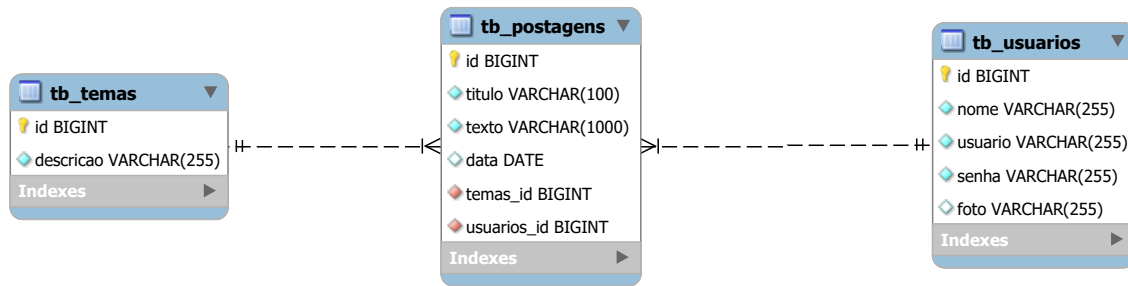 tb_temas
id BIGINT
descricao VARCHAR(255)
Indexes
tb_postagens
id BIGINT
titulo VARCHAR(100)
texto VARCHAR(1000)
data DATE
temas_id BIGINT
usuarios_id BIGINT
Indexes
tb_usuarios
id BIGINT
nome VARCHAR(255)
usuario VARCHAR(255)
senha VARCHAR(255)
foto VARCHAR(255)
Indexes